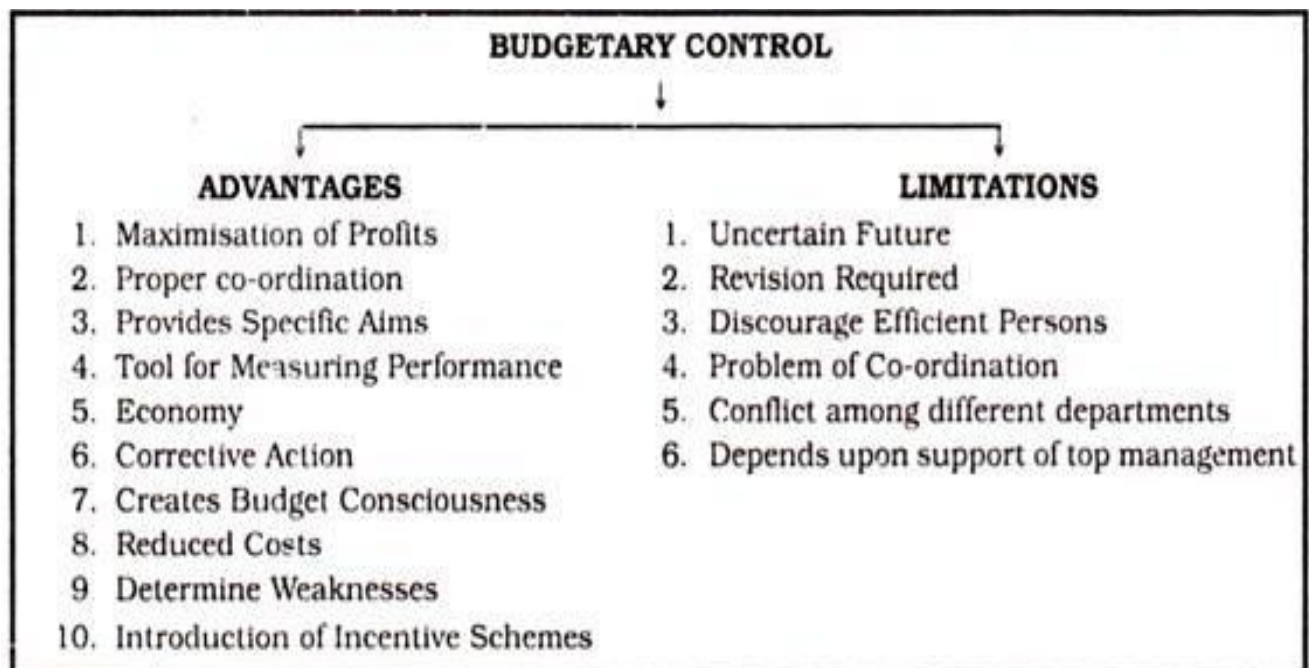 BUDGETARY CONTROL
ADVANTAGES
1. Maximisation of Profits
2. Proper co-ordination
3. Provides Specific Aims
4. Tool for Measuring Performance
5. Economy
6. Corrective Action
7. Creates Budget Consciousness
8. Reduced Costs
9 Determine Weaknesses
10. Introduction of Incentive Schemes
LIMITATIONS
1. Uncertain Future
2. Revision Required
3. Discourage Efficient Persons
4. Problem of Co-ordination
5. Conflict among different departments
6. Depends upon support of top management